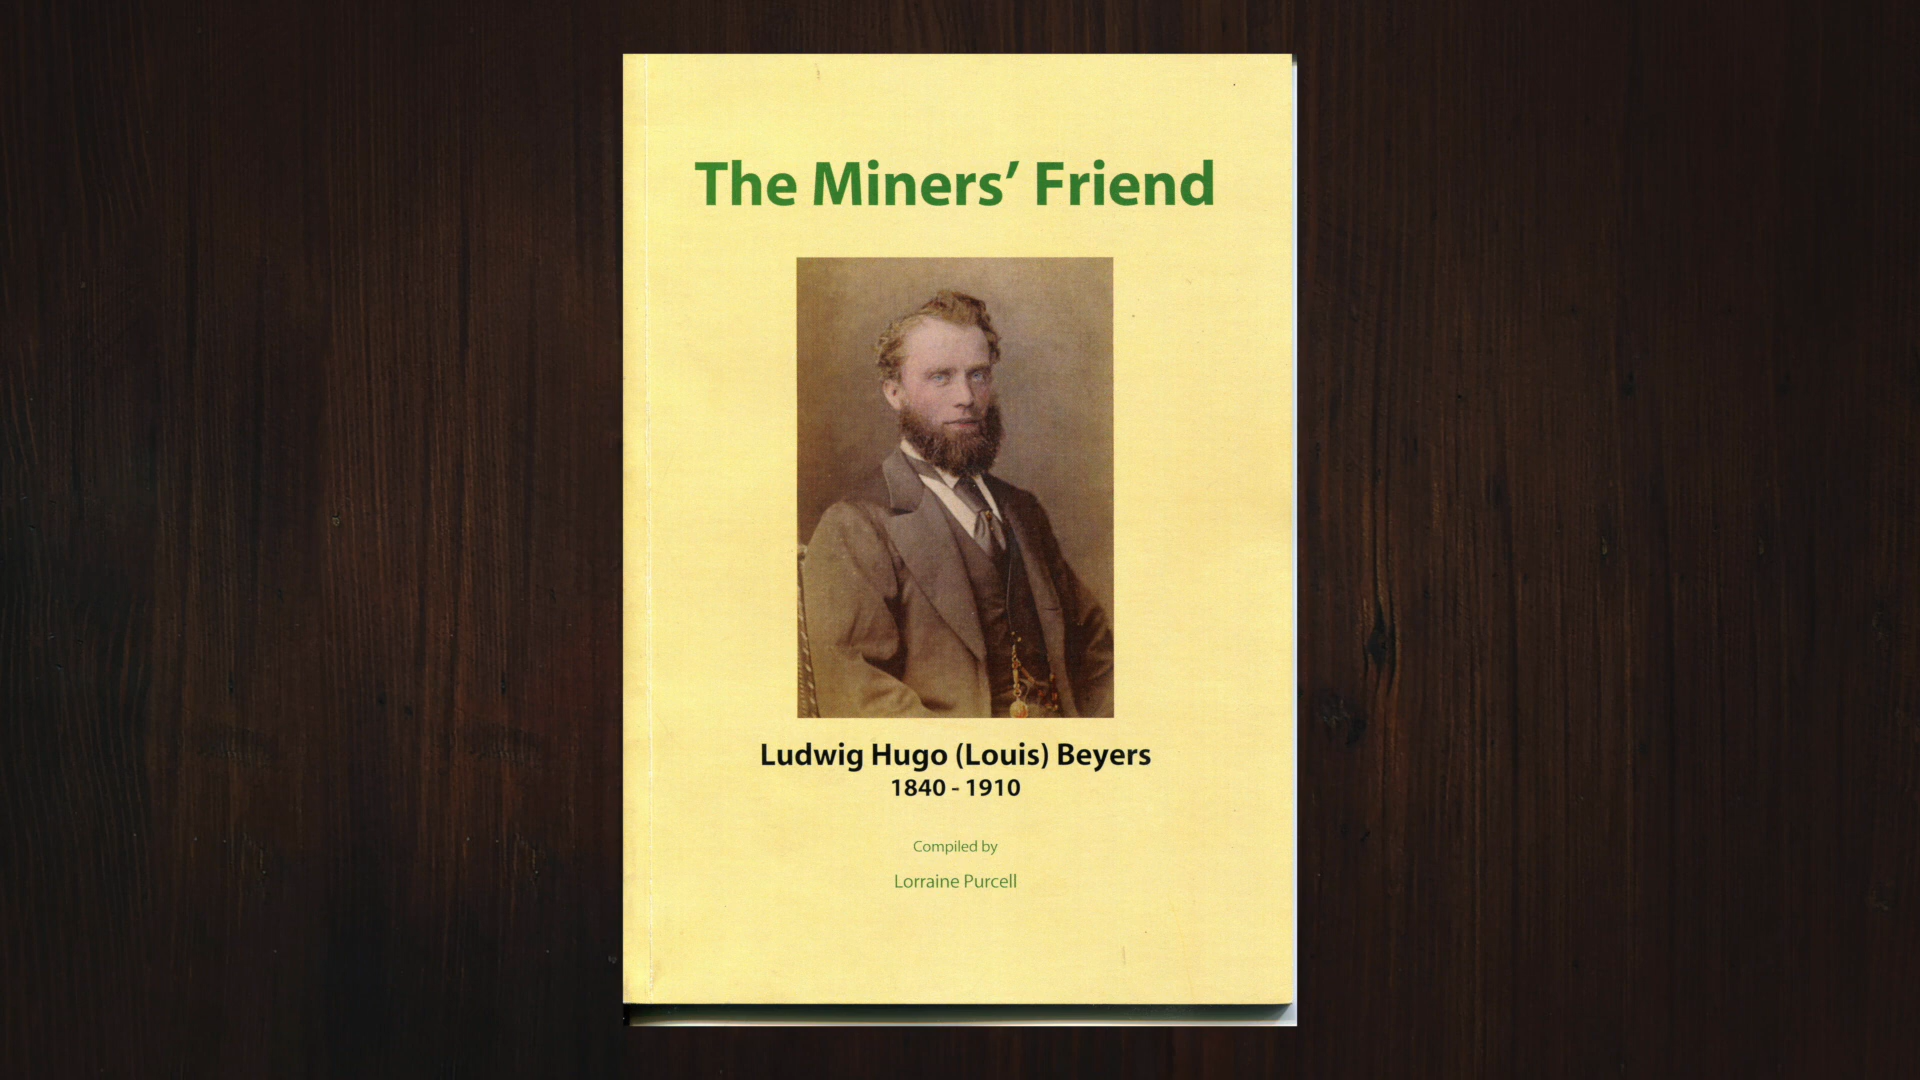 The Miners’ Friend
Ludwig Hugo (Louis) Beyers
1840 - 1910
Compiled by
Lorraine Purcell